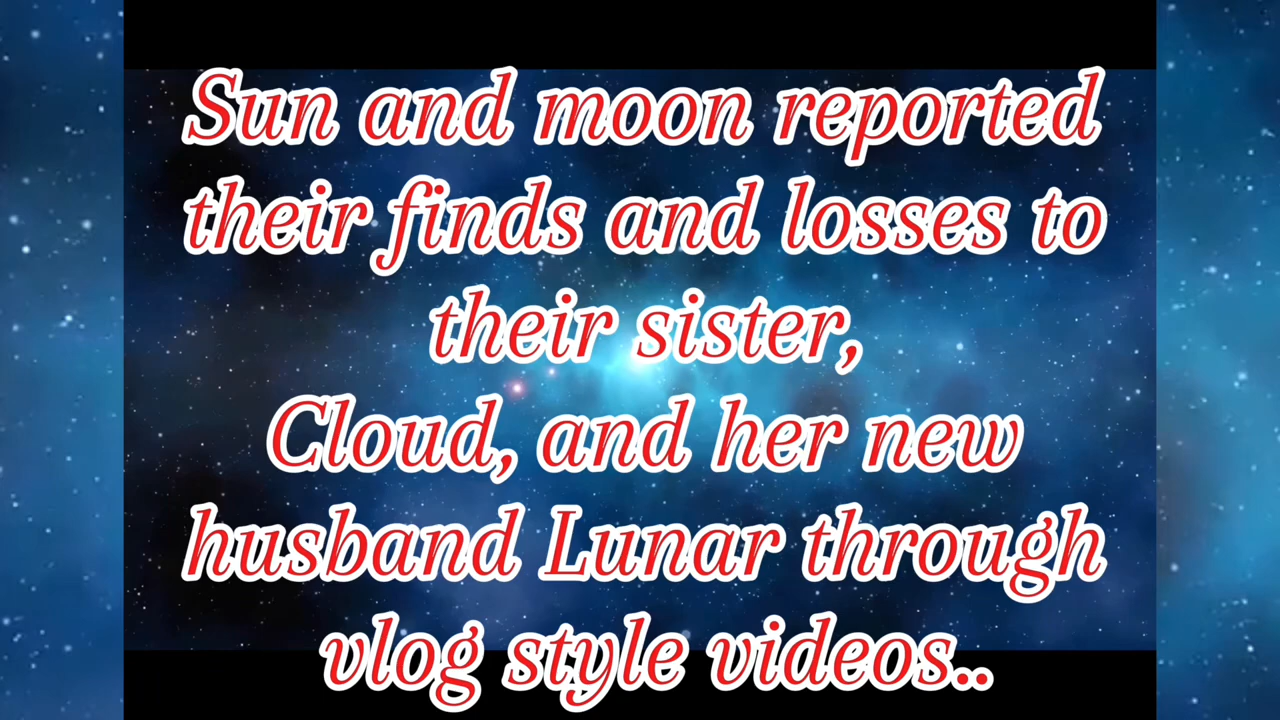 Sun and moon reported
their finds and losses to
their sister,
Cloud, and her new
husband Lunar through
vlog style videos..